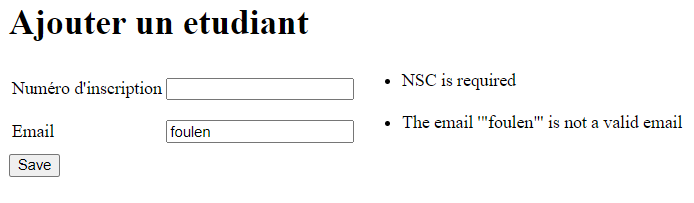 Ajouter un etudiant
Numéro d'inscription
NSC is required
Email foulen
The email '"foulen"' is not a valid email
Save